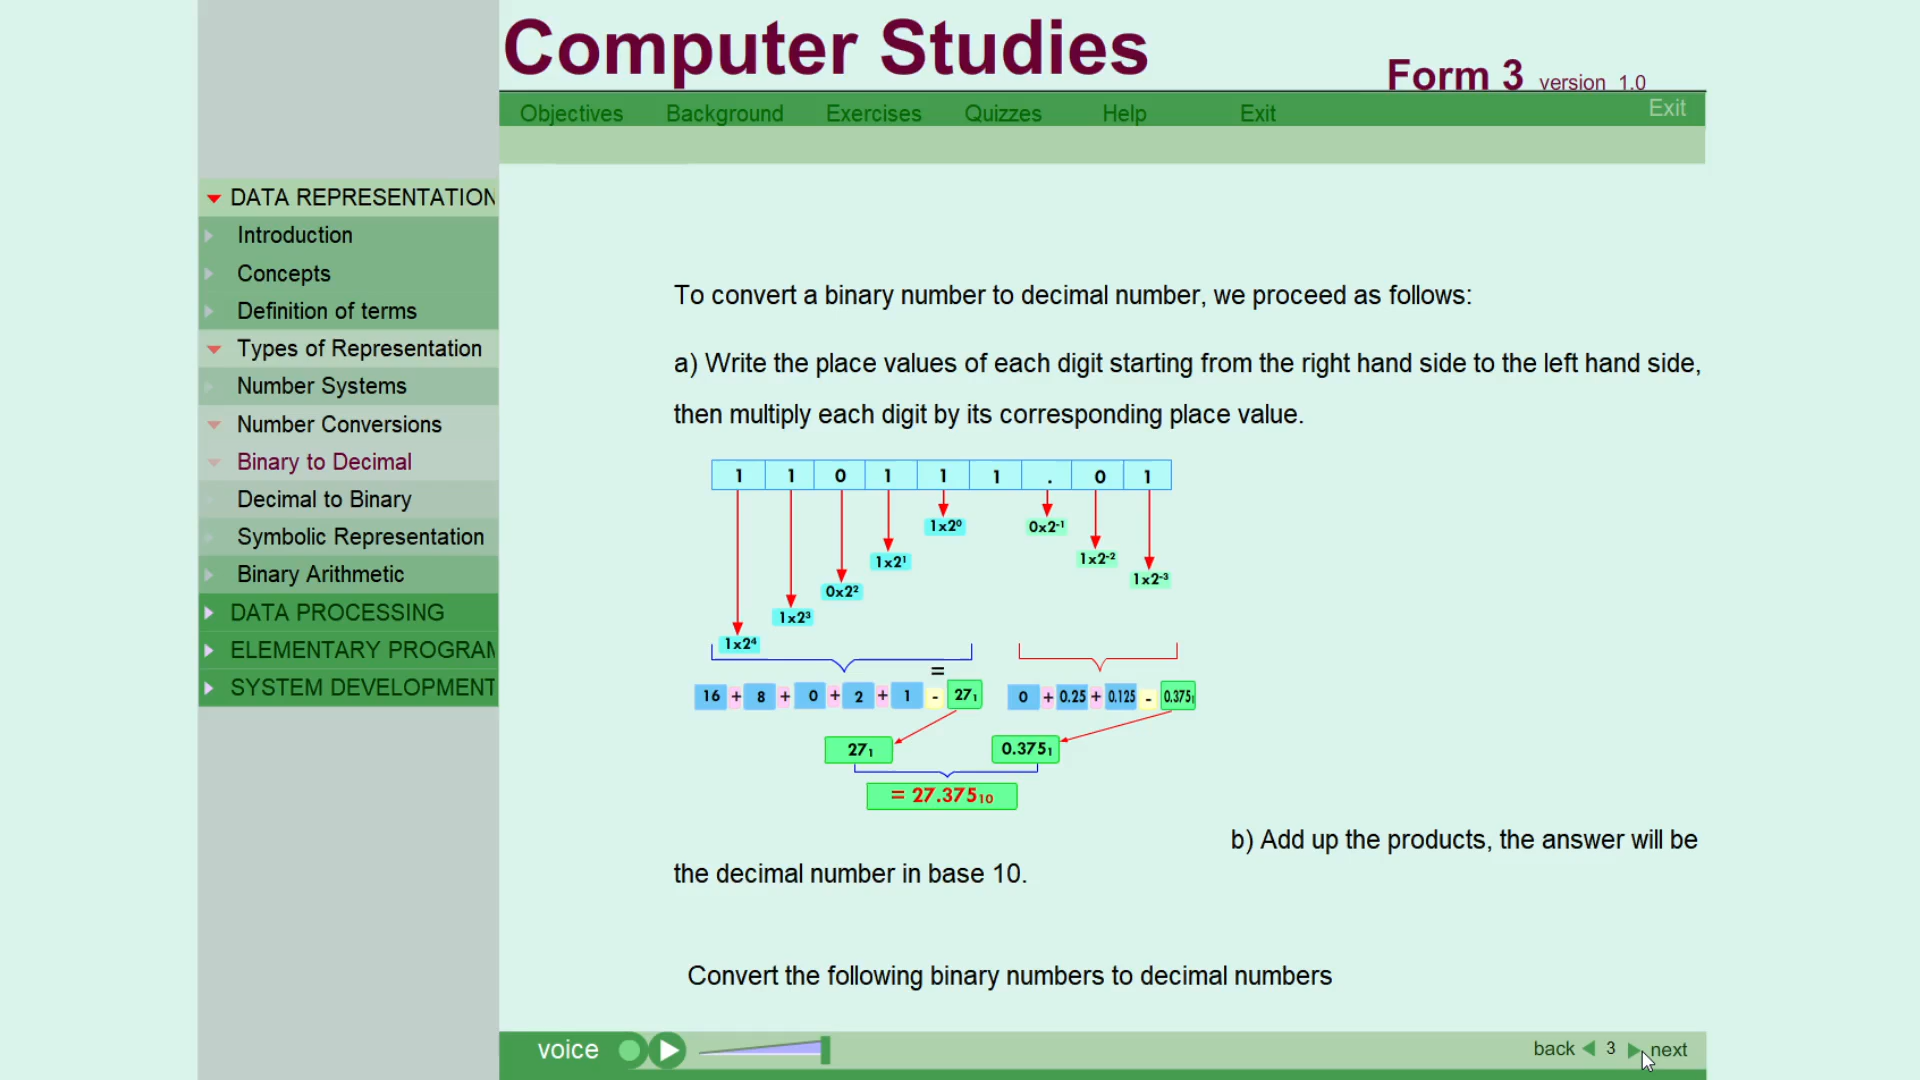 Computer Studies
Form 3 version 1.0
Objectives Background Exercises Quizzes Help Exit Exit
DATA REPRESENTATION
Introduction
Concepts
Definition of terms
Types of Representation
Number Systems
Number Conversions
Binary to Decimal
Decimal to Binary
Symbolic Representation
Binary Arithmetic
DATA PROCESSING
ELEMENTARY PROGRAM
SYSTEM DEVELOPMENT
To convert a binary number to decimal number, we proceed as follows:
a) Write the place values of each digit starting from the right hand side to the left hand side,
then multiply each digit by its corresponding place value.
1 1 0 1 1 1 . 0 1
1x2⁰ 0x2⁻¹
1x2¹ 1x2⁻²
0x2² 1x2⁻³
1x2³
1x2⁴
=
16 + 8 + 0 + 2 + 1 - 27₁ 0 + 0.25 + 0.125 - 0.375₁
27₁ 0.375₁
= 27.375₁₀
b) Add up the products, the answer will be
the decimal number in base 10.
Convert the following binary numbers to decimal numbers
voice back 3 next